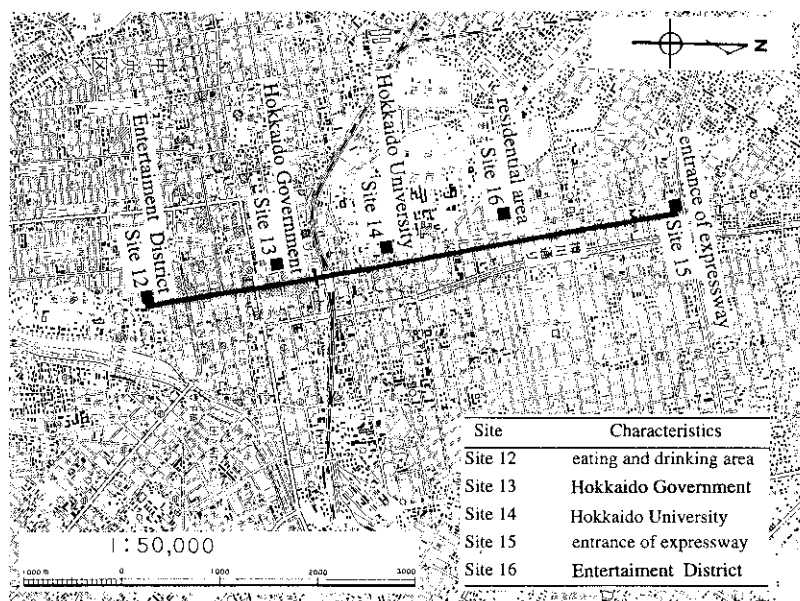 N
Entertaiment District
Site 12
Hokkaido Government
Site 13
Hokkaido University
Site 14
residential area
Site 16
entrance of expressway
Site 15
Site Characteristics
Site 12 eating and drinking area
Site 13 Hokkaido Government
Site 14 Hokkaido University
Site 15 entrance of expressway
Site 16 Entertaiment District
1:50,000
1000 m 0 1000 2000 3000